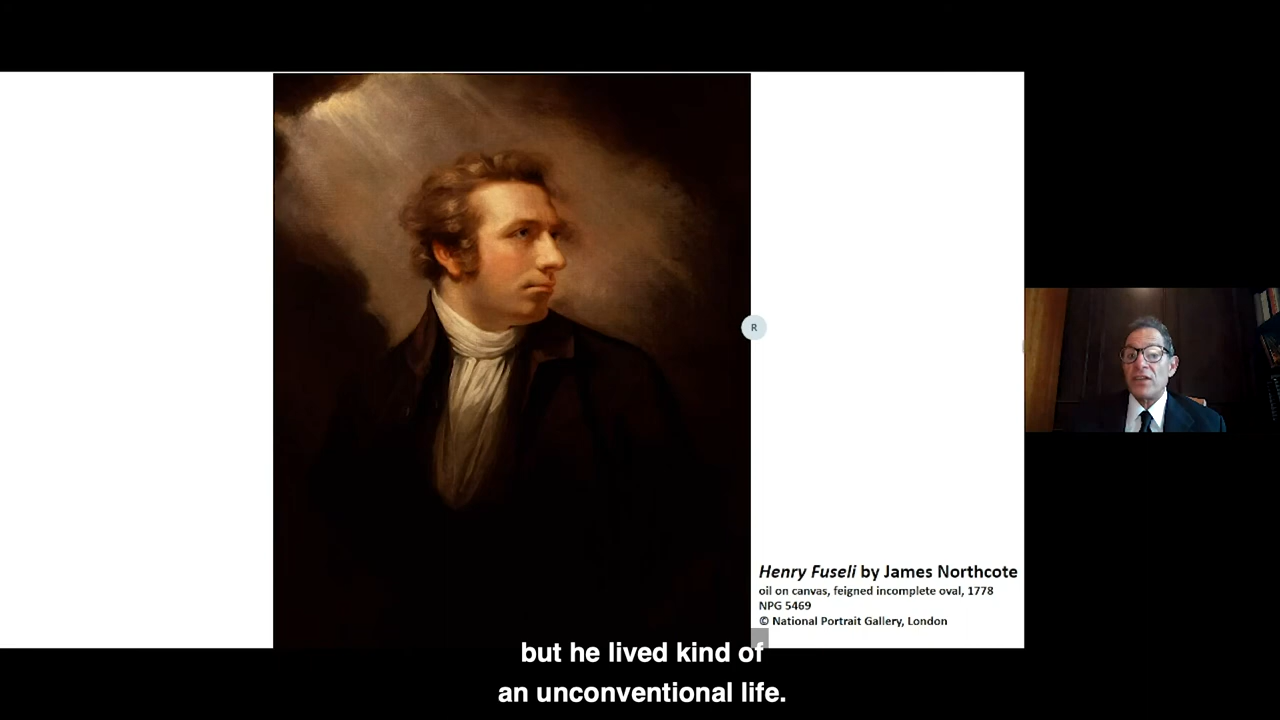 R
Henry Fuseli by James Northcote
oil on canvas, feigned incomplete oval, 1778
NPG 5469
© National Portrait Gallery, London
but he lived kind of
an unconventional life.